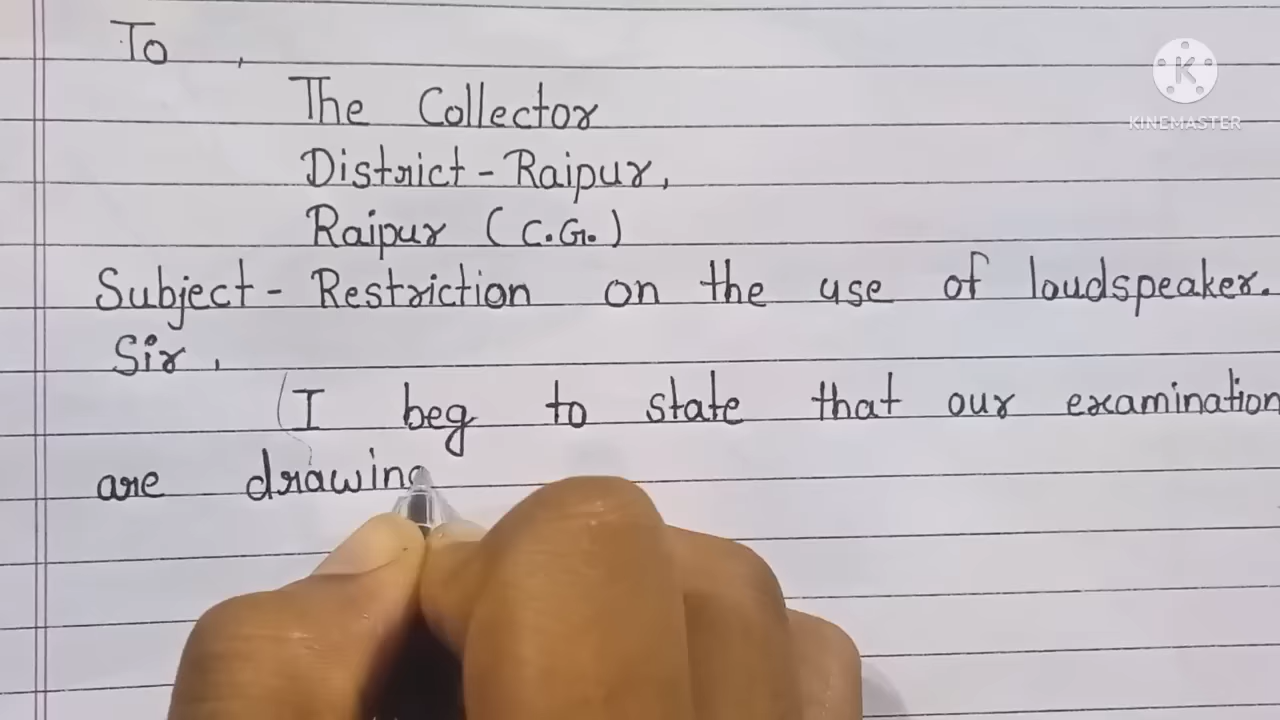 To ,
The Collector
District - Raipur,
Raipur (C.G.)
Subject - Restriction on the use of loudspeaker.
Sir ,
I beg to state that our examination
are drawing
KINEMASTER